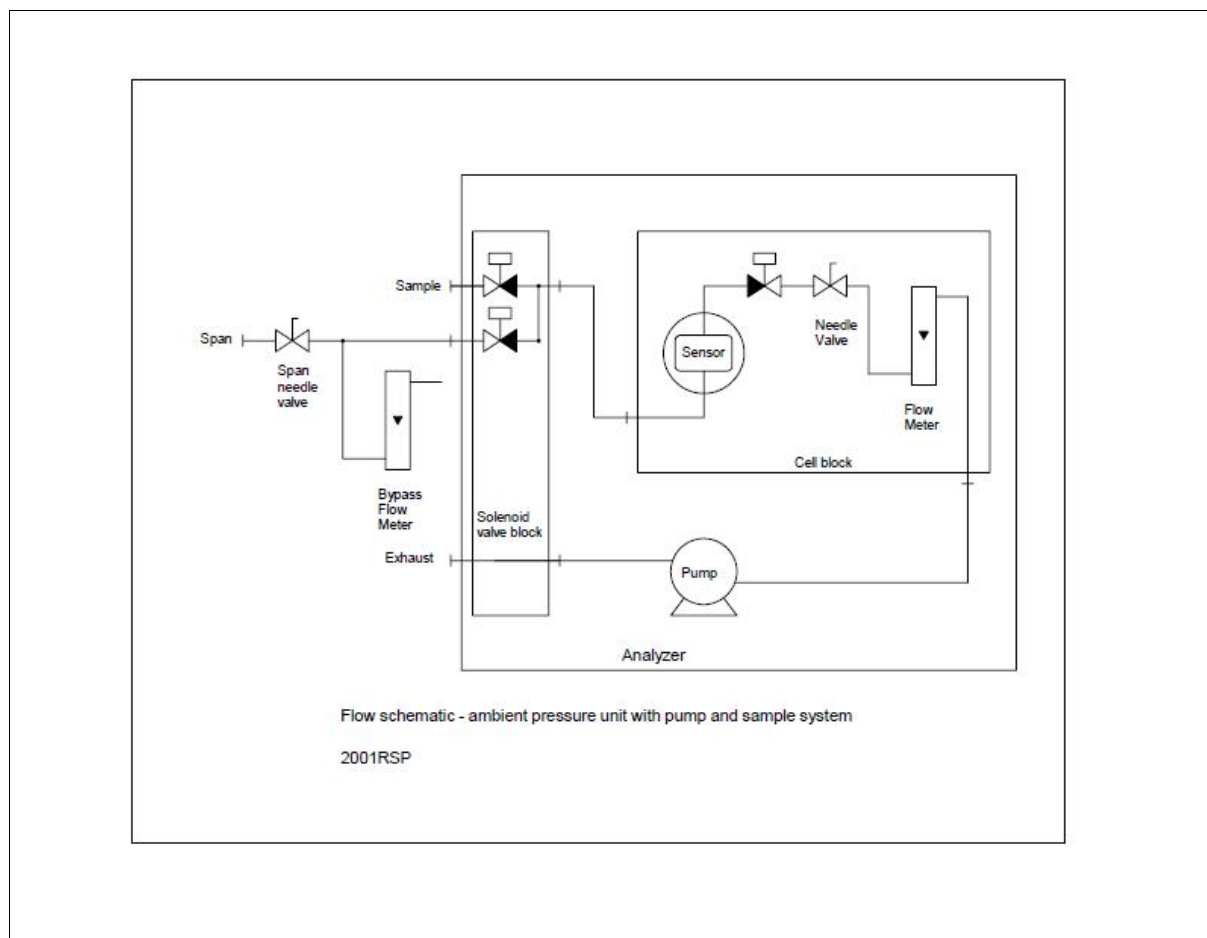 Sample
Span
Span
needle
valve
Bypass
Flow
Meter
Exhaust
Solenoid
valve block
Sensor
Needle
Valve
Flow
Meter
Cell block
Pump
Analyzer
Flow schematic - ambient pressure unit with pump and sample system
2001RSP